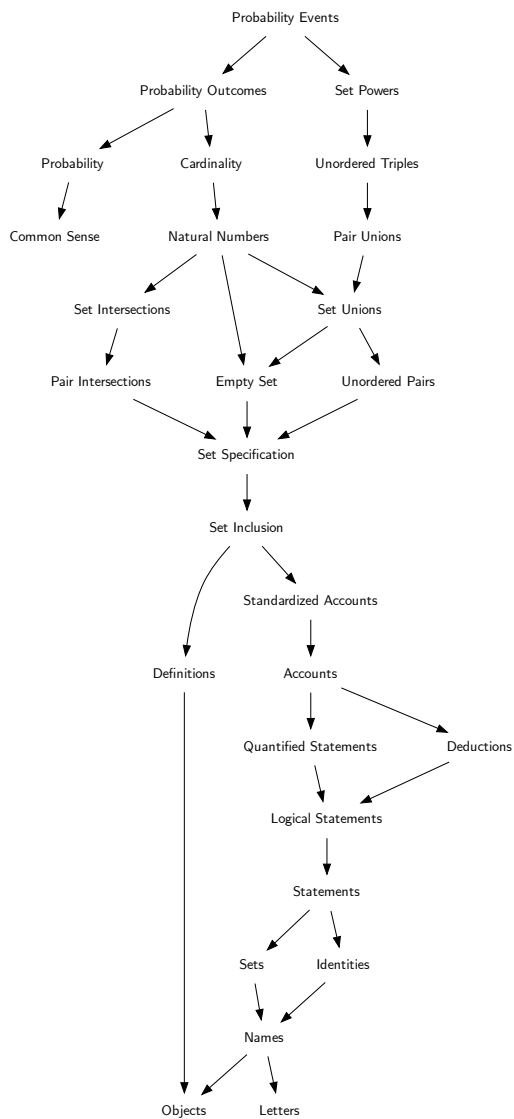 Probability Events
Probability Outcomes
Set Powers
Probability
Cardinality
Unordered Triples
Common Sense
Natural Numbers
Pair Unions
Set Intersections
Set Unions
Pair Intersections
Empty Set
Unordered Pairs
Set Specification
Set Inclusion
Standardized Accounts
Definitions
Accounts
Quantified Statements
Deductions
Logical Statements
Statements
Sets
Identities
Names
Objects
Letters